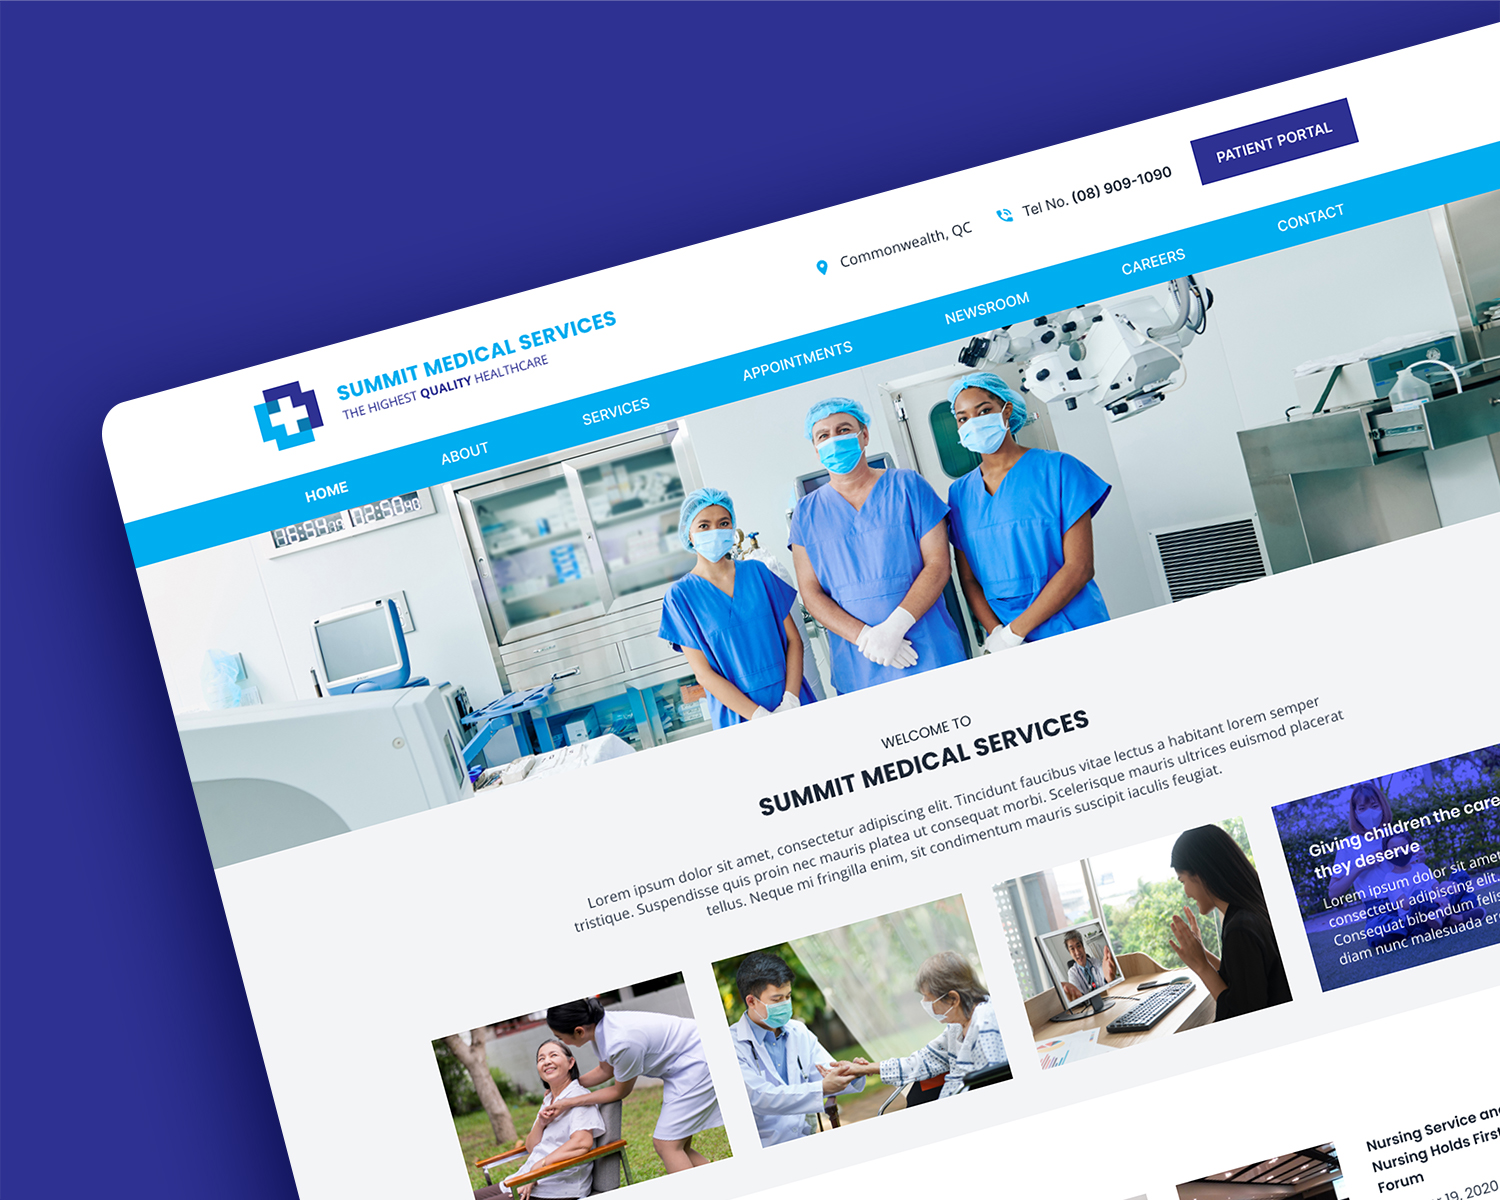 Commonwealth, QC
Tel No. (08) 909-1090
PATIENT PORTAL
SUMMIT MEDICAL SERVICES
THE HIGHEST QUALITY HEALTHCARE
HOME
ABOUT
SERVICES
APPOINTMENTS
NEWSROOM
CAREERS
CONTACT
WELCOME TO
SUMMIT MEDICAL SERVICES
Lorem ipsum dolor sit amet, consectetur adipiscing elit. Tincidunt faucibus vitae lectus a habitant lorem semper
tristique. Suspendisse quis proin nec mauris platea ut consequat morbi. Scelerisque mauris ultrices euismod placerat
tellus. Neque mi fringilla enim, sit condimentum mauris suscipit iaculis feugiat.
Giving children the care
they deserve
Lorem ipsum dolor sit amet
consectetur adipiscing elit.
Consequat bibendum felis
diam nunc malesuada
Nursing Service and
Nursing Holds First
Forum
19, 2020